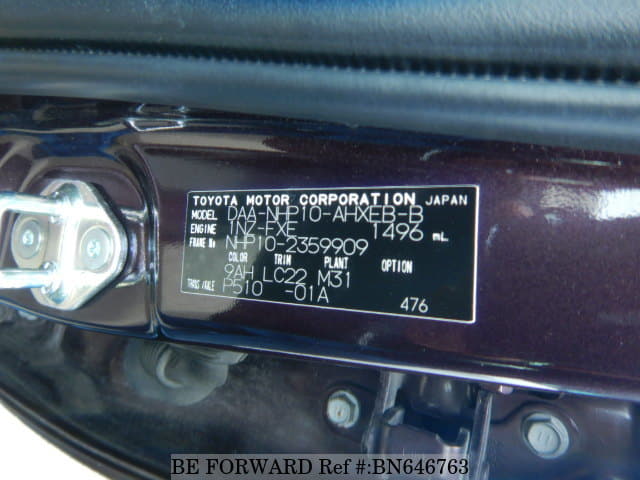 TOYOTA MOTOR CORPORATION JAPAN
MODEL DAA-NHP10-AHXEB-B
ENGINE 1NZ-FXE 1496 mL
FRAME No NHP10-2359909
COLOR TRIM PLANT OPTION
9AH LC22 M31
TRNS/AXLE P510 -01A
476
BE FORWARD Ref #:BN646763